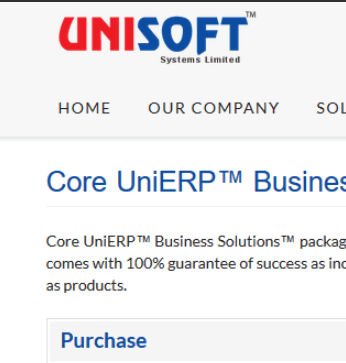 UNISOFT™
Systems Limited
HOME OUR COMPANY SOL
Core UniERP™ Busines
Core UniERP™ Business Solutions™ packag
comes with 100% guarantee of success as inc
as products.
Purchase